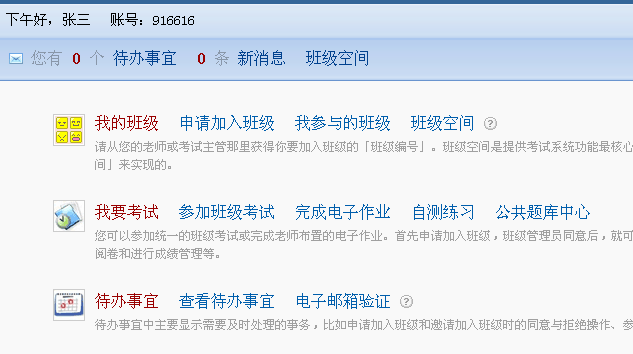 下午好，张三 账号：916616
您有 0 个 待办事宜 0 条 新消息 班级空间
我的班级 申请加入班级 我参与的班级 班级空间
请从您的老师或考试主管那里获得你要加入班级的「班级编号」。班级空间是提供考试系统功能最核心
间」来实现的。
我要考试 参加班级考试 完成电子作业 自测练习 公共题库中心
您可以参加统一的班级考试或完成老师布置的电子作业。首先申请加入班级，班级管理员同意后，就可
阅卷和进行成绩管理等。
待办事宜 查看待办事宜 电子邮箱验证
待办事宜中主要显示需要及时处理的事务，比如申请加入班级和邀请加入班级时的同意与拒绝操作、参